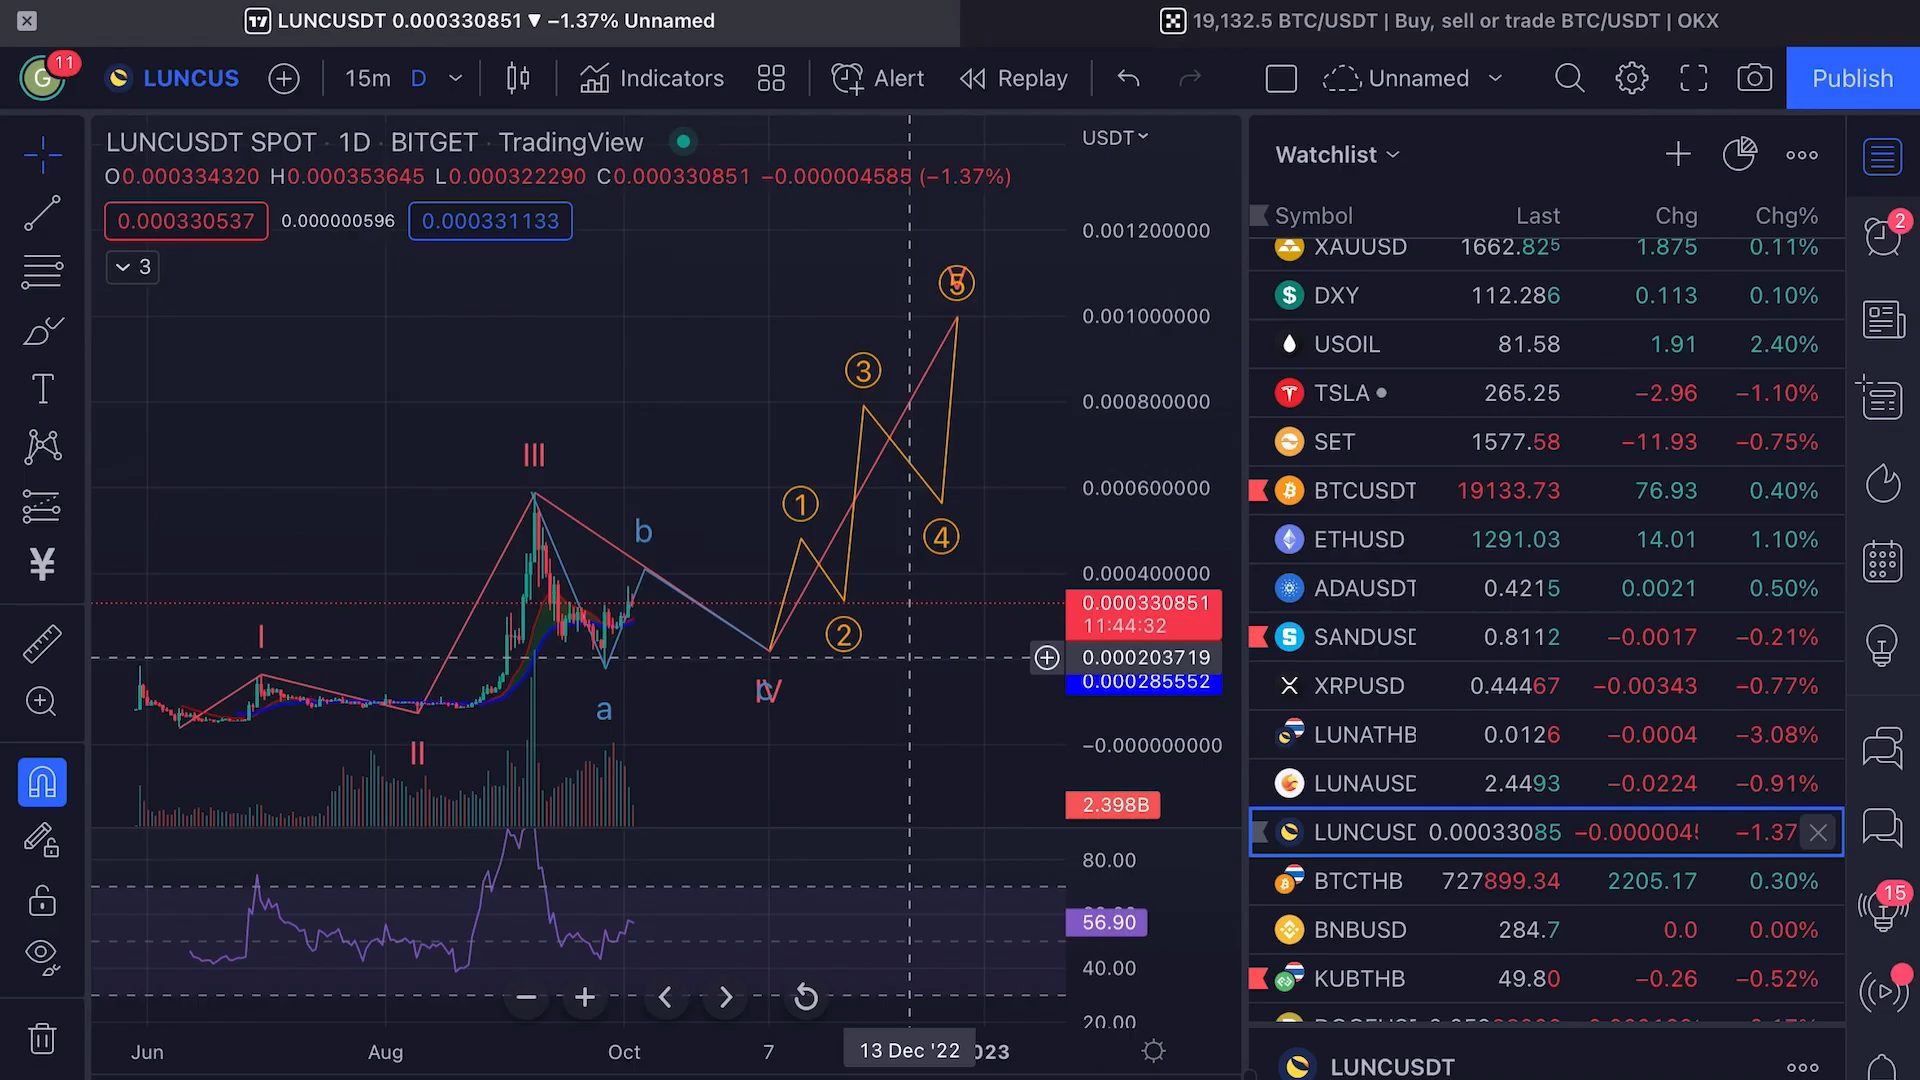 LUNCUSDT 0.000330851 ▼ −1.37% Unnamed
19,132.5 BTC/USDT | Buy, sell or trade BTC/USDT | OKX
G 11 LUNCUS 15m D Indicators Alert Replay Unnamed Publish
LUNCUSDT SPOT · 1D · BITGET · TradingView
O0.000334320 H0.000353645 L0.000322290 C0.000330851 −0.000004585 (−1.37%)
0.000330537 0.000000596 0.000331133
3
USDT
0.001200000
0.001000000
0.000800000
0.000600000
0.000400000
0.000330851
11:44:32
0.000203719
0.000285552
−0.000000000
2.398B
80.00
56.90
40.00
20.00
I
II
III
a
b
1
2
3
4
Jun Aug Oct 7 13 Dec '22 023
Watchlist
Symbol Last Chg Chg%
XAUUSD 1662.825 1.875 0.11%
DXY 112.286 0.113 0.10%
USOIL 81.58 1.91 2.40%
TSLA 265.25 −2.96 −1.10%
SET 1577.58 −11.93 −0.75%
BTCUSDT 19133.73 76.93 0.40%
ETHUSD 1291.03 14.01 1.10%
ADAUSDT 0.4215 0.0021 0.50%
SANDUSD 0.8112 −0.0017 −0.21%
XRPUSD 0.44467 −0.00343 −0.77%
LUNATHB 0.0126 −0.0004 −3.08%
LUNAUSD 2.4493 −0.0224 −0.91%
LUNCUSD 0.00033085 −0.000004 −1.37
BTCTHB 727899.34 2205.17 0.30%
BNBUSD 284.7 0.0 0.00%
KUBTHB 49.80 −0.26 −0.52%
LUNCUSDT
2
15